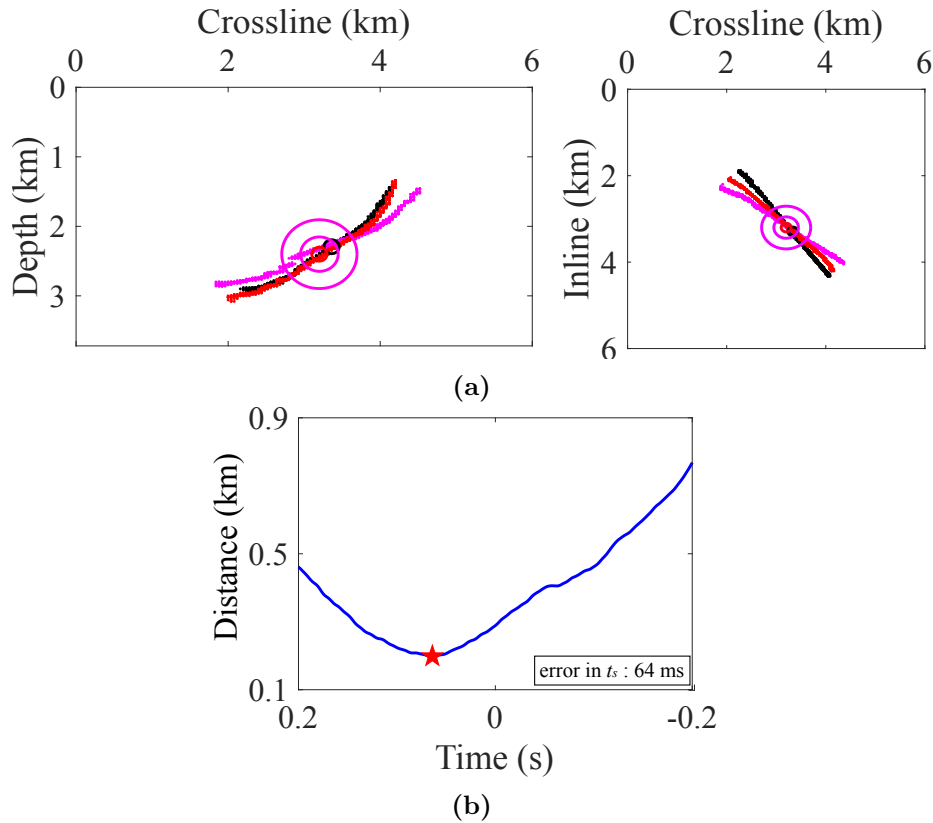 Crossline (km)
0 2 4 6
Depth (km)
0
1
2
3
Crossline (km)
0 2 4 6
Inline (km)
0
2
4
6
(a)
Distance (km)
0.9
0.5
0.1
error in ts : 64 ms
0.2 0 -0.2
Time (s)
(b)